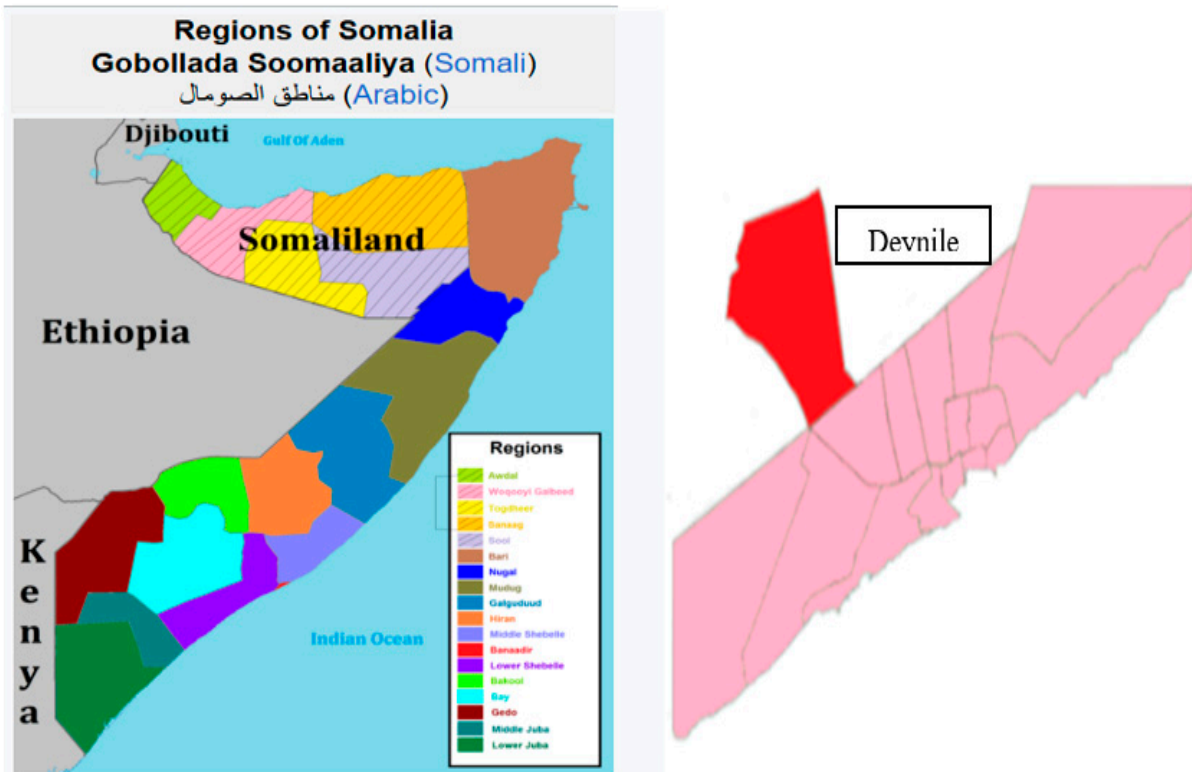 Regions of Somalia
Gobollada Soomaaliya (Somali)
مناطق الصومال (Arabic)
Djibouti
Gulf Of Aden
Somaliland
Ethiopia
Kenya
Indian Ocean
Regions
Awdal
Woqooyi Galbeed
Togdheer
Sanaag
Sool
Bari
Nugal
Mudug
Galguduud
Hiran
Middle Shebelle
Banaadir
Lower Shebelle
Bakool
Bay
Gedo
Middle Juba
Lower Juba
Devnile